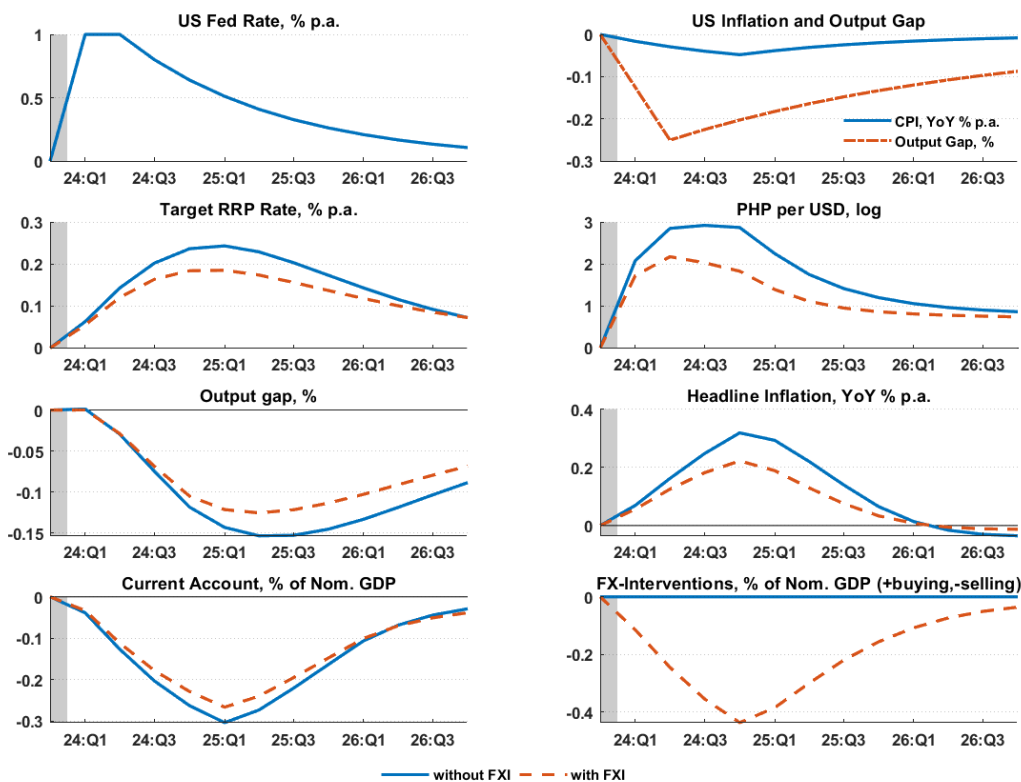 US Fed Rate, % p.a.
1
0.5
0
24:Q1 24:Q3 25:Q1 25:Q3 26:Q1 26:Q3
US Inflation and Output Gap
0
-0.1
-0.2
-0.3
CPI, YoY % p.a.
Output Gap, %
24:Q1 24:Q3 25:Q1 25:Q3 26:Q1 26:Q3
Target RRP Rate, % p.a.
0.3
0.2
0.1
0
24:Q1 24:Q3 25:Q1 25:Q3 26:Q1 26:Q3
PHP per USD, log
3
2
1
0
24:Q1 24:Q3 25:Q1 25:Q3 26:Q1 26:Q3
Output gap, %
0
-0.05
-0.1
-0.15
24:Q1 24:Q3 25:Q1 25:Q3 26:Q1 26:Q3
Headline Inflation, YoY % p.a.
0.4
0.2
0
24:Q1 24:Q3 25:Q1 25:Q3 26:Q1 26:Q3
Current Account, % of Nom. GDP
0
-0.1
-0.2
-0.3
24:Q1 24:Q3 25:Q1 25:Q3 26:Q1 26:Q3
FX-Interventions, % of Nom. GDP (+buying,-selling)
0
-0.2
-0.4
24:Q1 24:Q3 25:Q1 25:Q3 26:Q1 26:Q3
without FXI with FXI